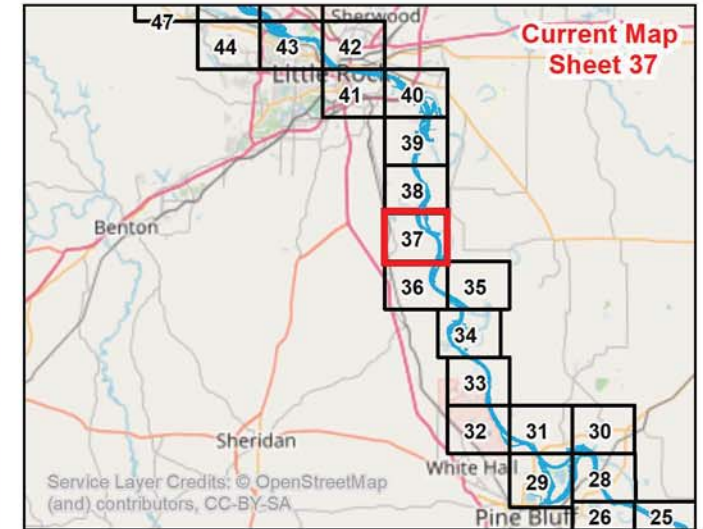 Sherwood
47
44 43 42
Current Map
Sheet 37
Little Rock
41 40
39
38
Benton
37
36 35
34
33
32 31 30
Sheridan
White Hall
29 28
Service Layer Credits: © OpenStreetMap
(and) contributors, CC-BY-SA
Pine Bluff
26 25